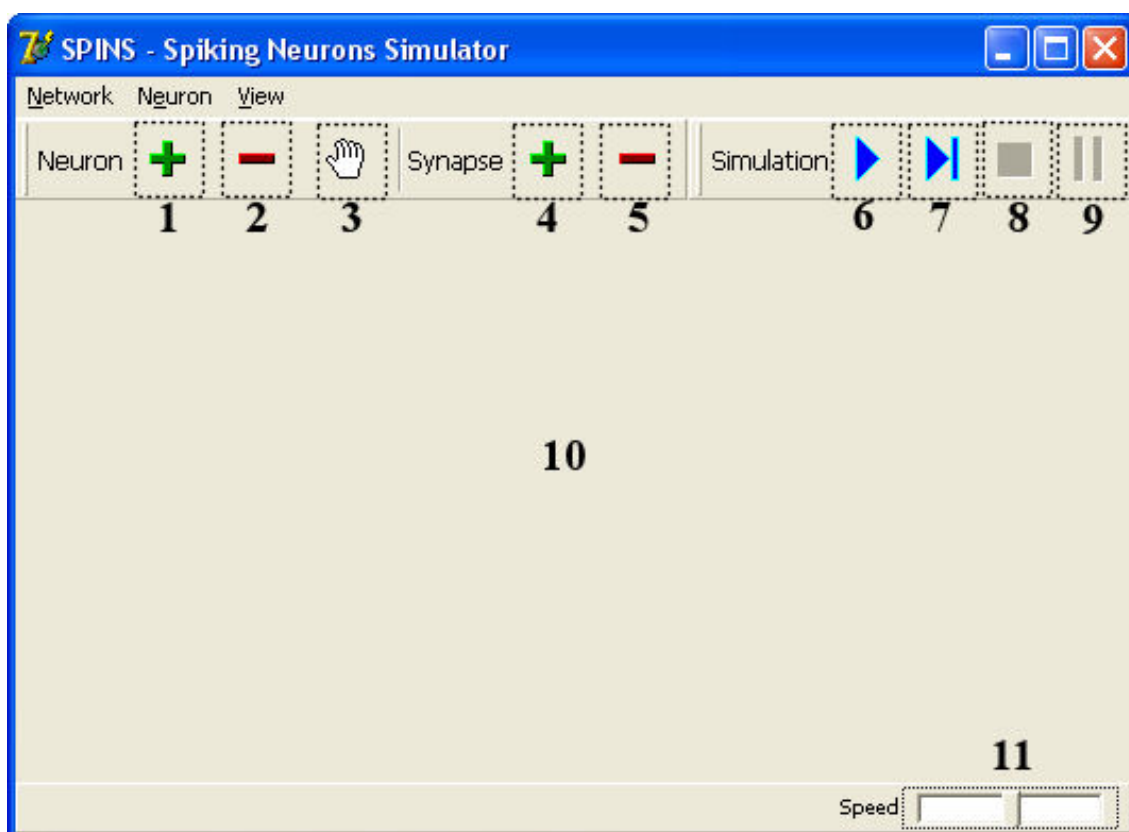 SPINS - Spiking Neurons Simulator
Network Neuron View
Neuron Synapse Simulation
1 2 3 4 5 6 7 8 9
10
11
Speed